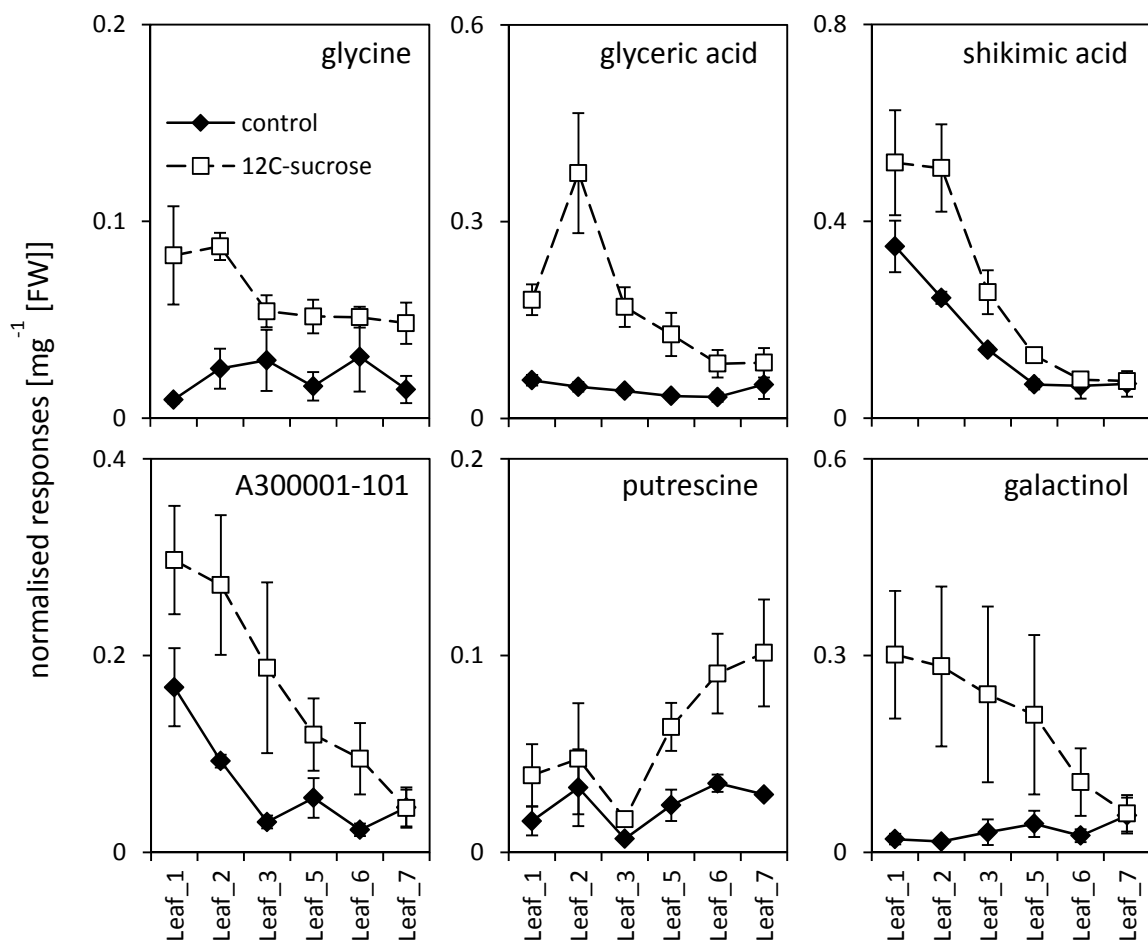 normalised responses [mg⁻¹ [FW]]
0.2
0.1
0
glycine
control
12C-sucrose
0.6
0.3
0
glyceric acid
0.8
0.4
0
shikimic acid
0.4
0.2
0
A300001-101
Leaf_1
Leaf_2
Leaf_3
Leaf_5
Leaf_6
Leaf_7
0.2
0.1
0
putrescine
Leaf_1
Leaf_2
Leaf_3
Leaf_5
Leaf_6
Leaf_7
0.6
0.3
0
galactinol
Leaf_1
Leaf_2
Leaf_3
Leaf_5
Leaf_6
Leaf_7